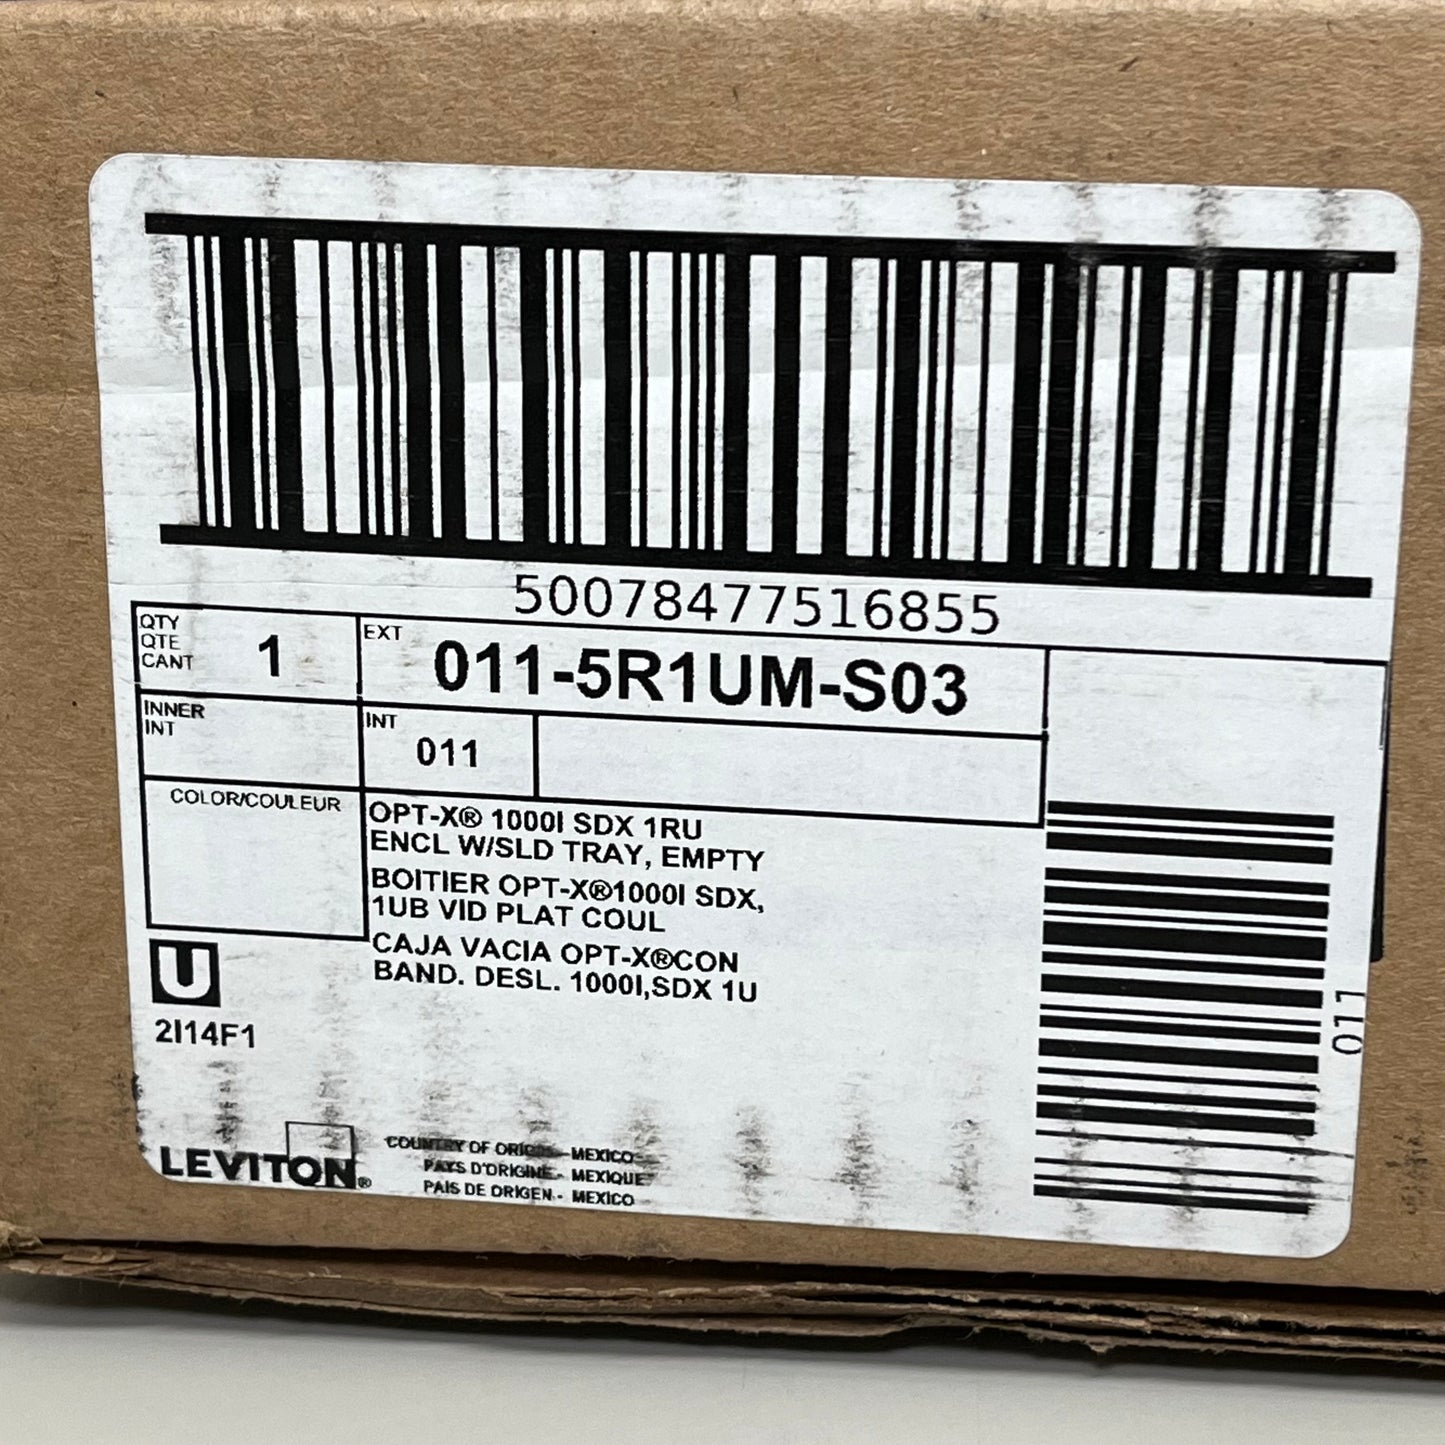 50078477516855
QTY
QTE
CANT
1
EXT
011-5R1UM-S03
INNER
INT
INT
011
COLOR/COULEUR
OPT-X® 1000I SDX 1RU
ENCL W/SLD TRAY, EMPTY
BOITIER OPT-X®1000I SDX,
1UB VID PLAT COUL
CAJA VACIA OPT-X®CON
BAND. DESL. 1000I,SDX 1U
U
2I14F1
011
LEVITON®
COUNTRY OF ORIGIN- MEXICO
PAYS D'ORIGINE - MEXIQUE
PAIS DE ORIGEN - MEXICO